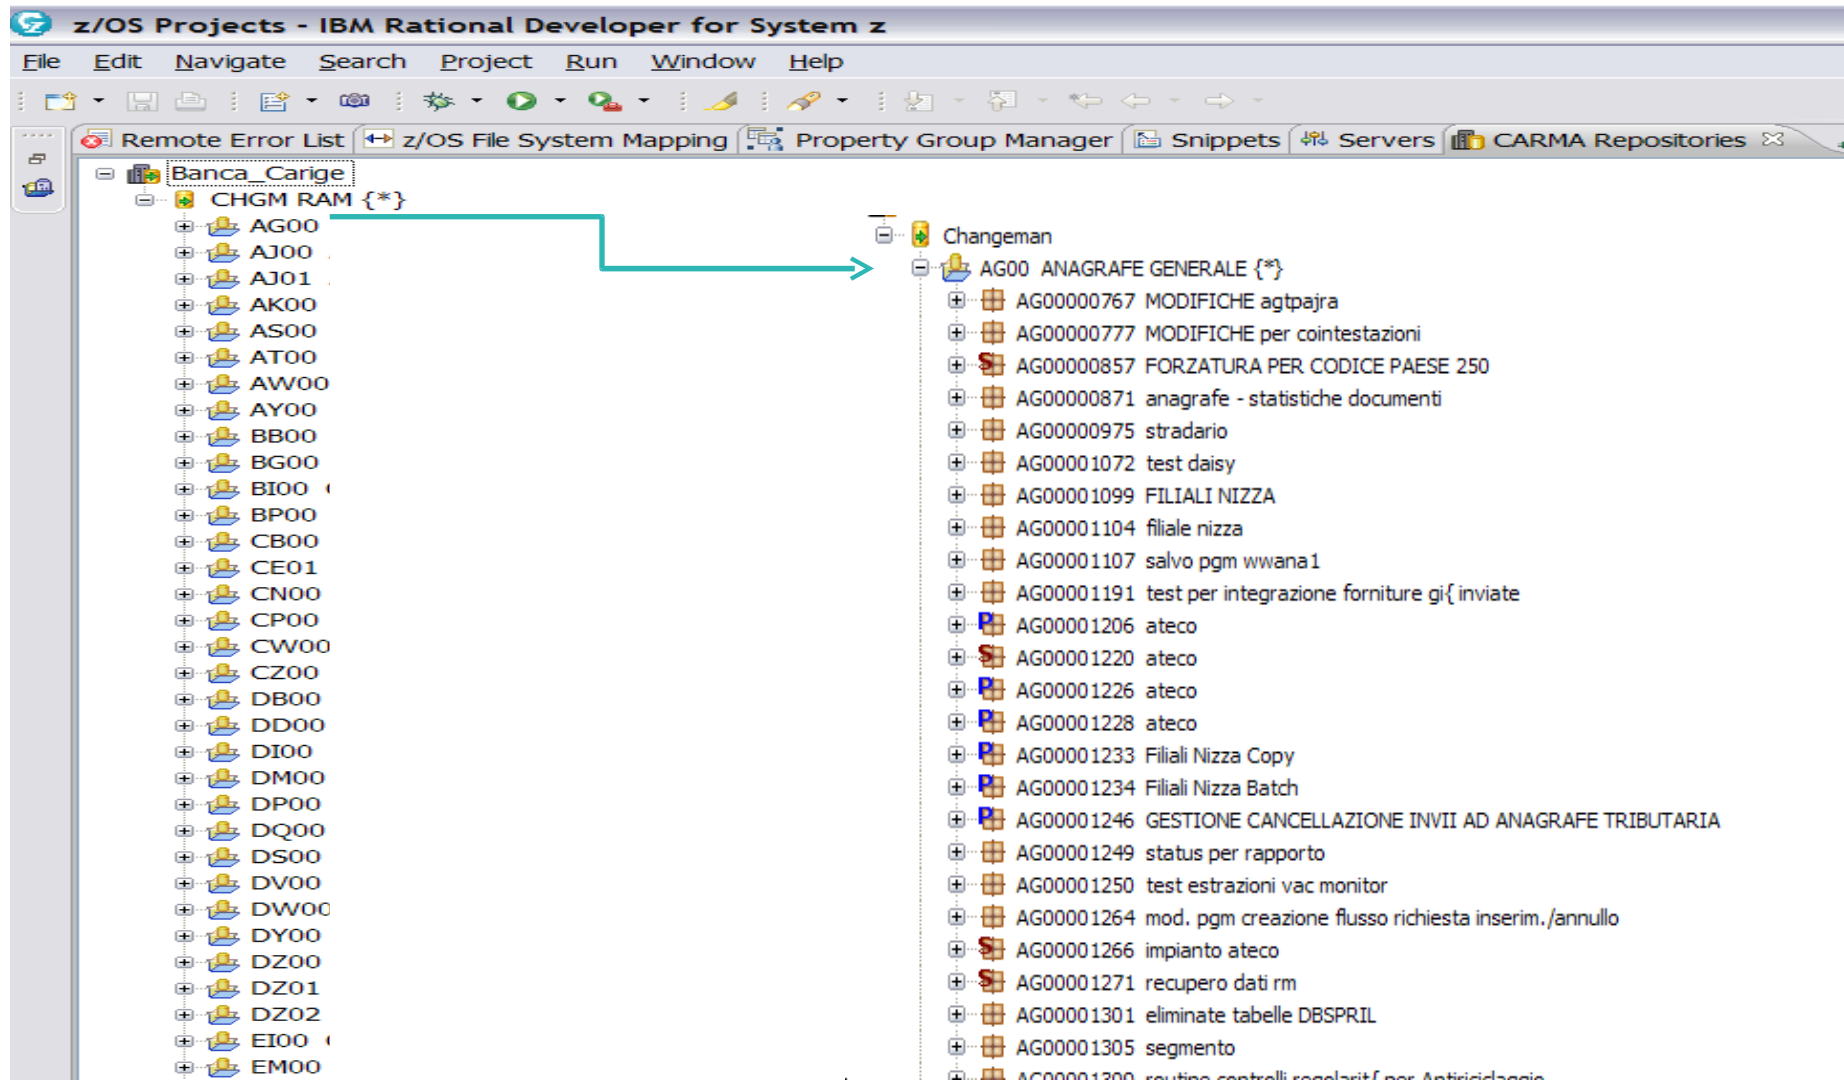 z/OS Projects - IBM Rational Developer for System z
File Edit Navigate Search Project Run Window Help
Remote Error List z/OS File System Mapping Property Group Manager Snippets Servers CARMA Repositories
Banca_Carige
CHGM RAM {*}
AG00
AJ00
AJ01
AK00
AS00
AT00
AW00
AY00
BB00
BG00
BI00
BP00
CB00
CE01
CN00
CP00
CW00
CZ00
DB00
DD00
DI00
DM00
DP00
DQ00
DS00
DV00
DW00
DY00
DZ00
DZ01
DZ02
EI00
EM00
Changeman
AG00 ANAGRAFE GENERALE {*}
AG00000767 MODIFICHE agtpajra
AG00000777 MODIFICHE per cointestazioni
AG00000857 FORZATURA PER CODICE PAESE 250
AG00000871 anagrafe - statistiche documenti
AG00000975 stradario
AG00001072 test daisy
AG00001099 FILIALI NIZZA
AG00001104 filiale nizza
AG00001107 salvo pgm wwana1
AG00001191 test per integrazione forniture gi{ inviate
AG00001206 ateco
AG00001220 ateco
AG00001226 ateco
AG00001228 ateco
AG00001233 Filiali Nizza Copy
AG00001234 Filiali Nizza Batch
AG00001246 GESTIONE CANCELLAZIONE INVII AD ANAGRAFE TRIBUTARIA
AG00001249 status per rapporto
AG00001250 test estrazioni vac monitor
AG00001264 mod. pgm creazione flusso richiesta inserim./annullo
AG00001266 impianto ateco
AG00001271 recupero dati rm
AG00001301 eliminate tabelle DBSPRIL
AG00001305 segmento
routine controlli regolarit{ per Antiriciclaggio